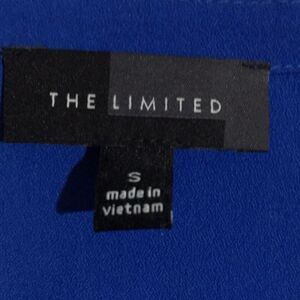 THE LIMITED
S
made in
vietnam